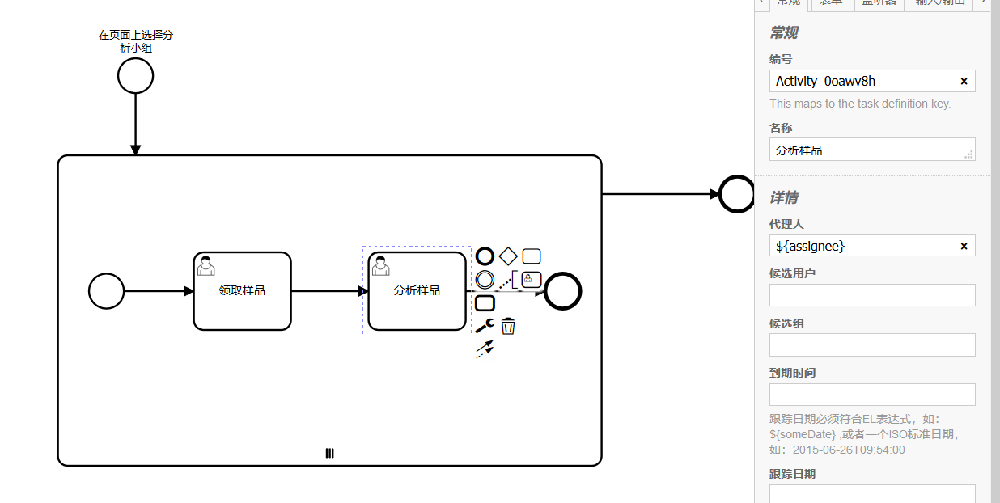 常规
表单
监听器
输入/输出
在页面上选择分
析小组
领取样品
分析样品
常规
编号
Activity_0oawv8h
This maps to the task definition key.
名称
分析样品
详情
代理人
${assignee}
候选用户
候选组
到期时间
跟踪日期必须符合EL表达式，如：
${someDate} ,或者一个ISO标准日期，
如：2015-06-26T09:54:00
跟踪日期